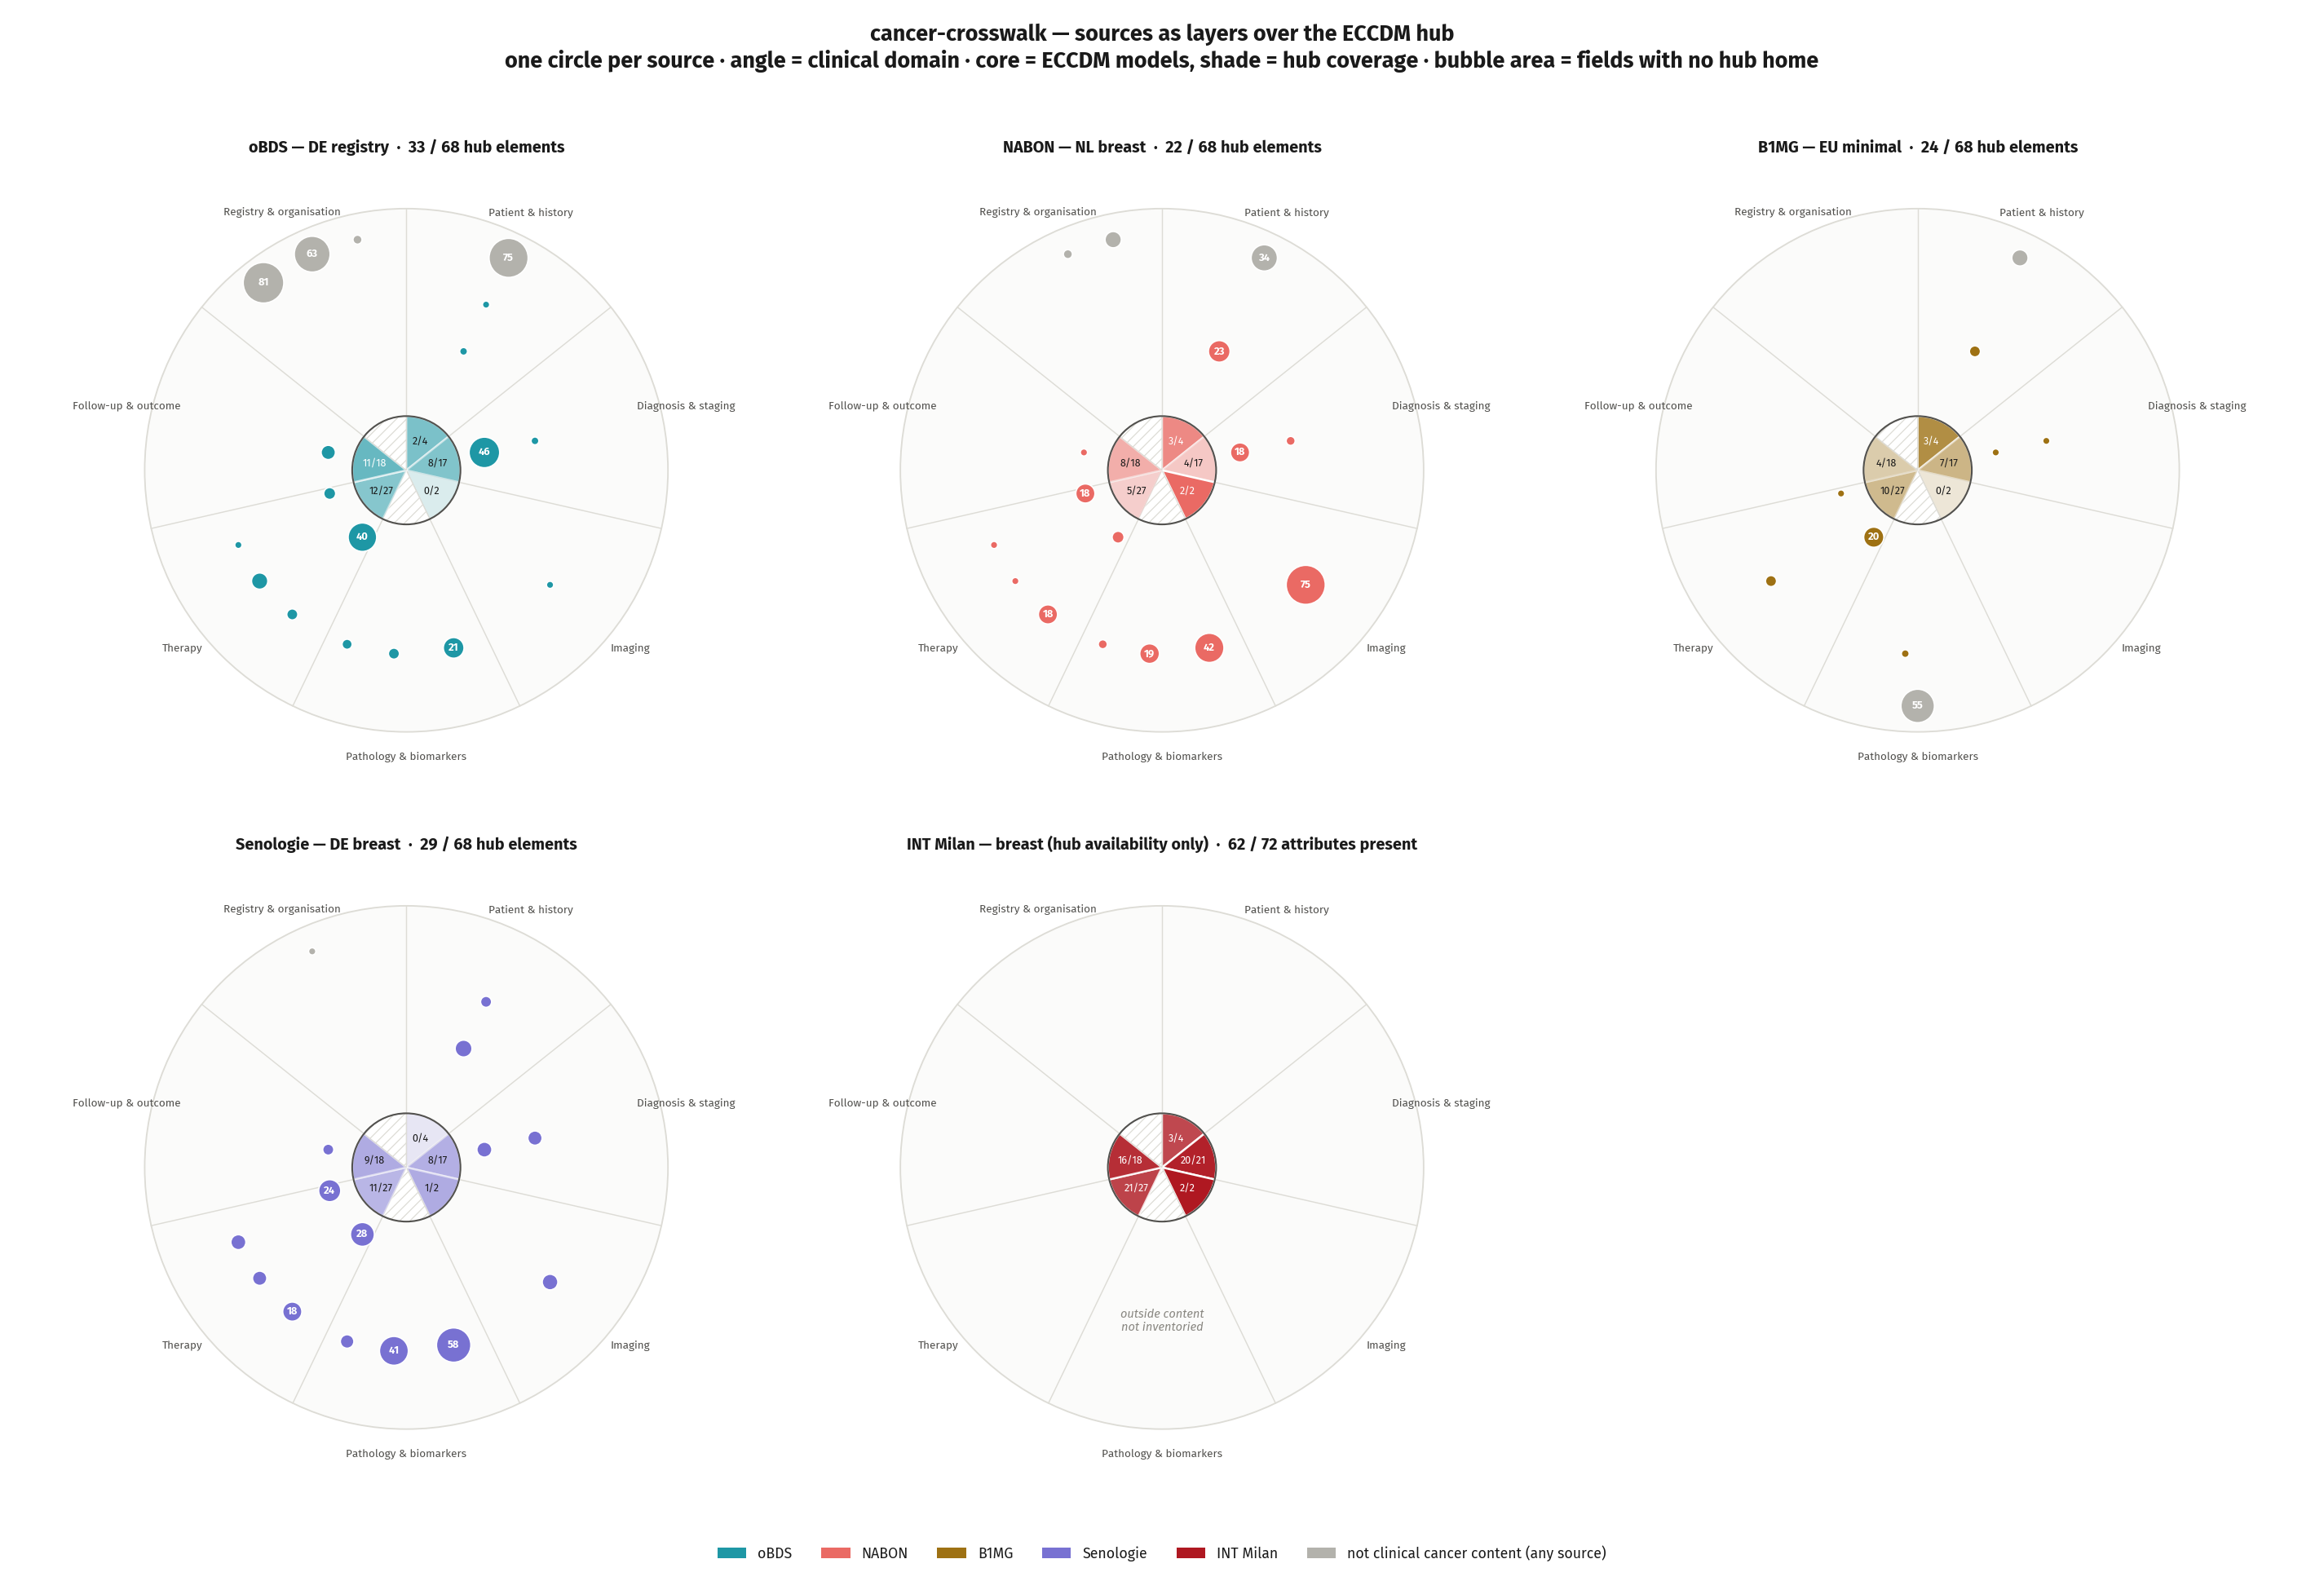 cancer-crosswalk — sources as layers over the ECCDM hub
one circle per source · angle = clinical domain · core = ECCDM models, shade = hub coverage · bubble area = fields with no hub home
oBDS — DE registry · 33 / 68 hub elements
Registry & organisation
Patient & history
63
75
81
Follow-up & outcome
Diagnosis & staging
2/4
46
11/18
8/17
12/27
0/2
40
21
Therapy
Imaging
Pathology & biomarkers
NABON — NL breast · 22 / 68 hub elements
Registry & organisation
Patient & history
34
23
Follow-up & outcome
Diagnosis & staging
3/4
18
8/18
4/17
5/27
2/2
18
75
18
42
19
Therapy
Imaging
Pathology & biomarkers
B1MG — EU minimal · 24 / 68 hub elements
Registry & organisation
Patient & history
Follow-up & outcome
Diagnosis & staging
3/4
4/18
7/17
10/27
0/2
20
Therapy
Imaging
55
Pathology & biomarkers
Senologie — DE breast · 29 / 68 hub elements
Registry & organisation
Patient & history
Follow-up & outcome
Diagnosis & staging
0/4
9/18
8/17
11/27
1/2
24
28
18
41
58
Therapy
Imaging
Pathology & biomarkers
INT Milan — breast (hub availability only) · 62 / 72 attributes present
Registry & organisation
Patient & history
Follow-up & outcome
Diagnosis & staging
3/4
16/18
20/21
21/27
2/2
outside content
not inventoried
Therapy
Imaging
Pathology & biomarkers
oBDS
NABON
B1MG
Senologie
INT Milan
not clinical cancer content (any source)